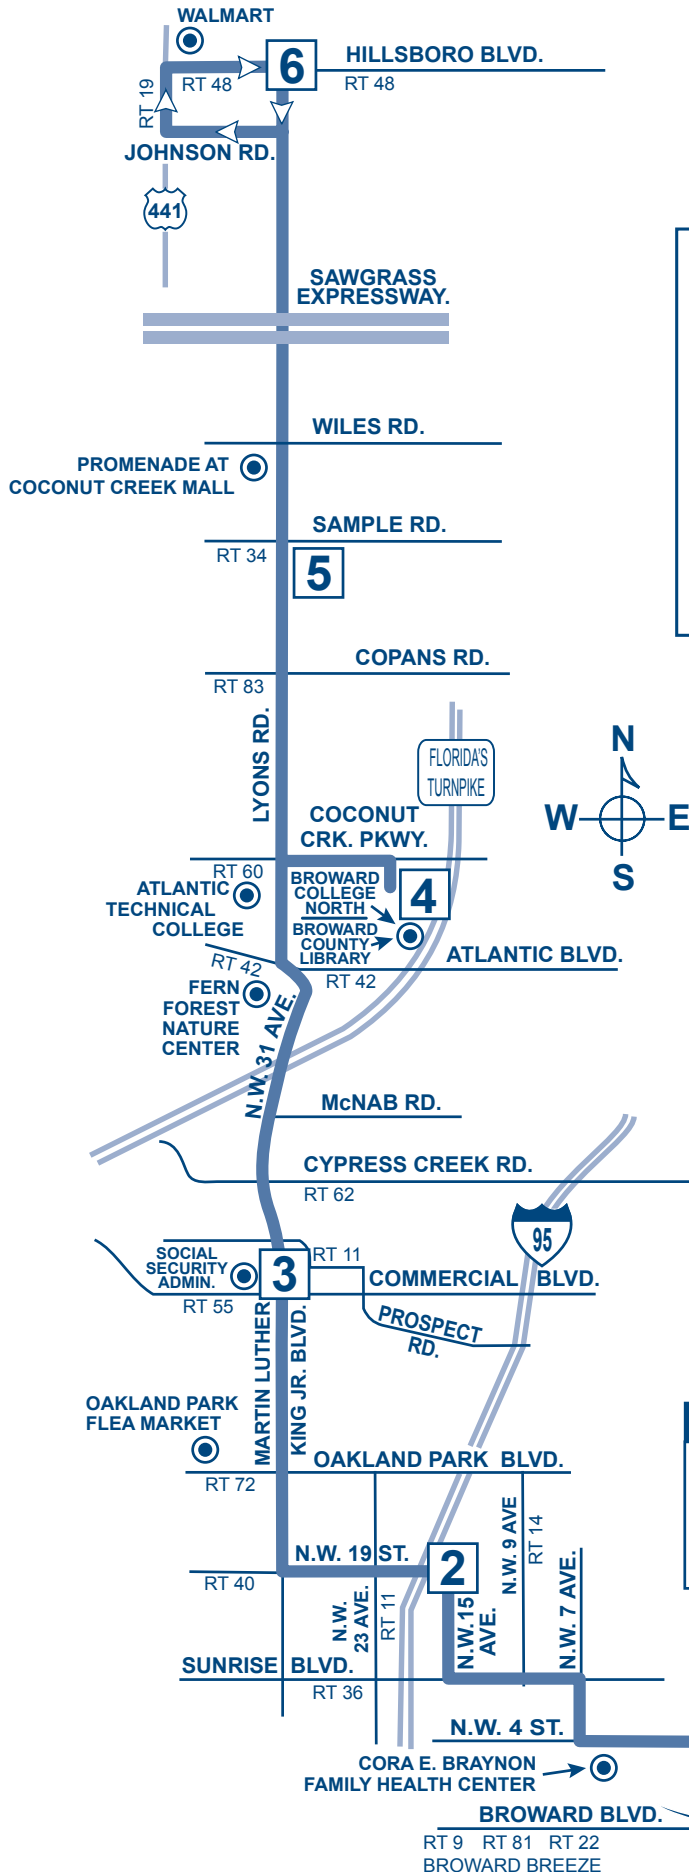 WALMART
6
HILLSBORO BLVD.
RT 19
RT 48
RT 48
JOHNSON RD.
441
SAWGRASS
EXPRESSWAY.
WILES RD.
PROMENADE AT
COCONUT CREEK MALL
SAMPLE RD.
RT 34
5
COPANS RD.
RT 83
LYONS RD.
FLORIDA'S
TURNPIKE
N
W
E
S
COCONUT
CRK. PKWY.
RT 60
ATLANTIC
TECHNICAL
COLLEGE
BROWARD
COLLEGE
NORTH
4
BROWARD
COUNTY
LIBRARY
ATLANTIC BLVD.
RT 42
RT 42
FERN
FOREST
NATURE
CENTER
N.W. 31 AVE.
McNAB RD.
CYPRESS CREEK RD.
RT 62
95
SOCIAL
SECURITY
ADMIN.
3
RT 11
COMMERCIAL BLVD.
RT 55
PROSPECT
RD.
MARTIN LUTHER
KING JR. BLVD.
OAKLAND PARK
FLEA MARKET
OAKLAND PARK BLVD.
RT 72
N.W. 19 ST.
2
N.W. 9 AVE
RT 14
RT 40
N.W.
23 AVE.
RT 11
N.W.15
AVE.
N.W. 7 AVE.
SUNRISE BLVD.
RT 36
N.W. 4 ST.
CORA E. BRAYNON
FAMILY HEALTH CENTER
BROWARD BLVD.
RT 9 RT 81 RT 22
BROWARD BREEZE